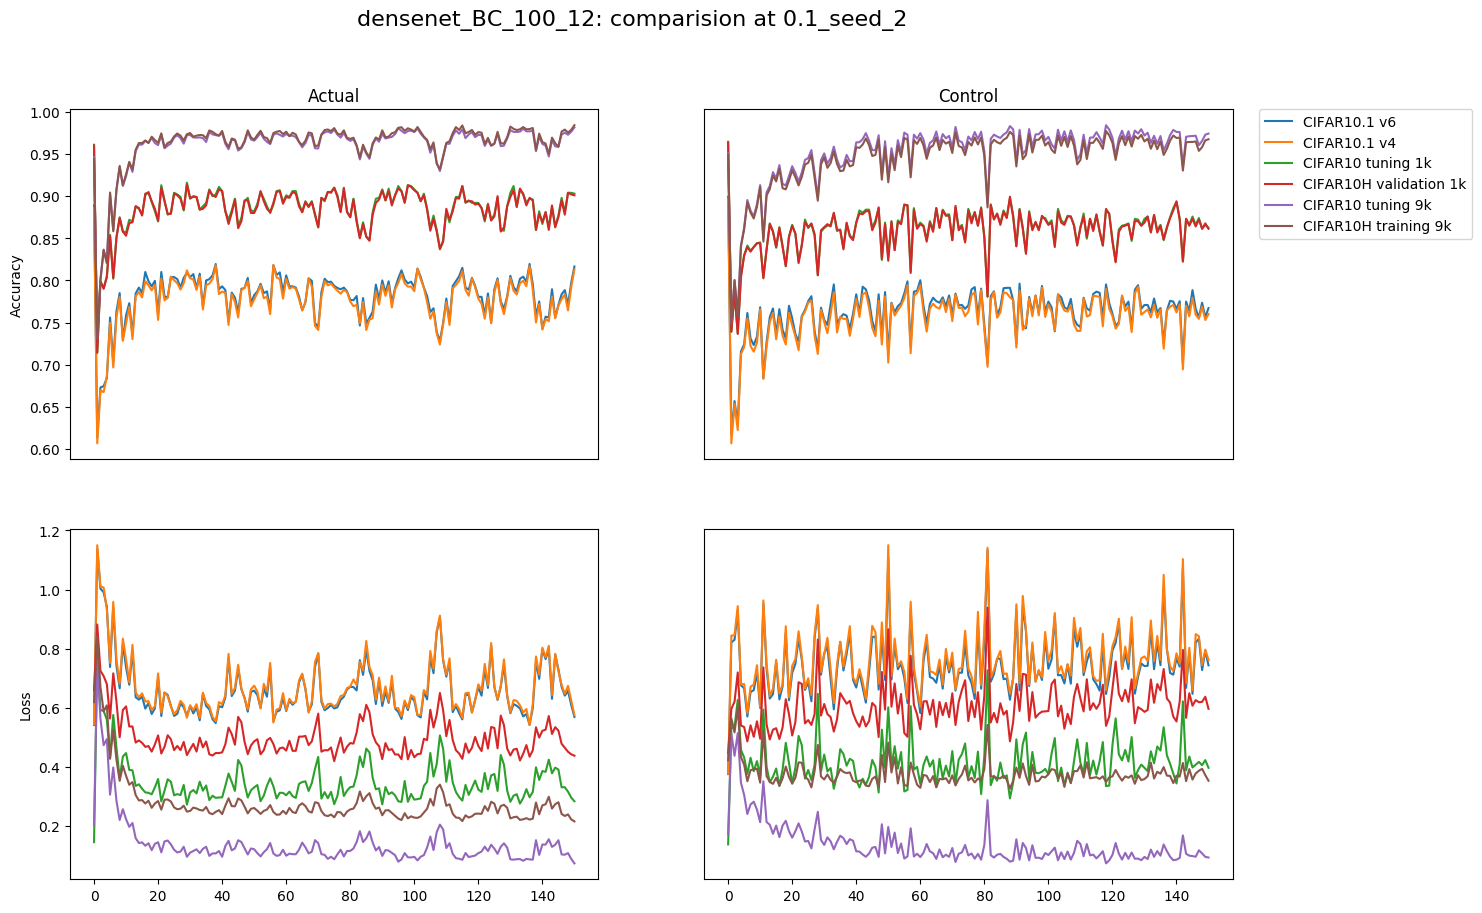 densenet_BC_100_12: comparision at 0.1_seed_2
Actual
Control
Accuracy
1.00
0.95
0.90
0.85
0.80
0.75
0.70
0.65
0.60
CIFAR10.1 v6
CIFAR10.1 v4
CIFAR10 tuning 1k
CIFAR10H validation 1k
CIFAR10 tuning 9k
CIFAR10H training 9k
Loss
1.2
1.0
0.8
0.6
0.4
0.2
0 20 40 60 80 100 120 140
0 20 40 60 80 100 120 140